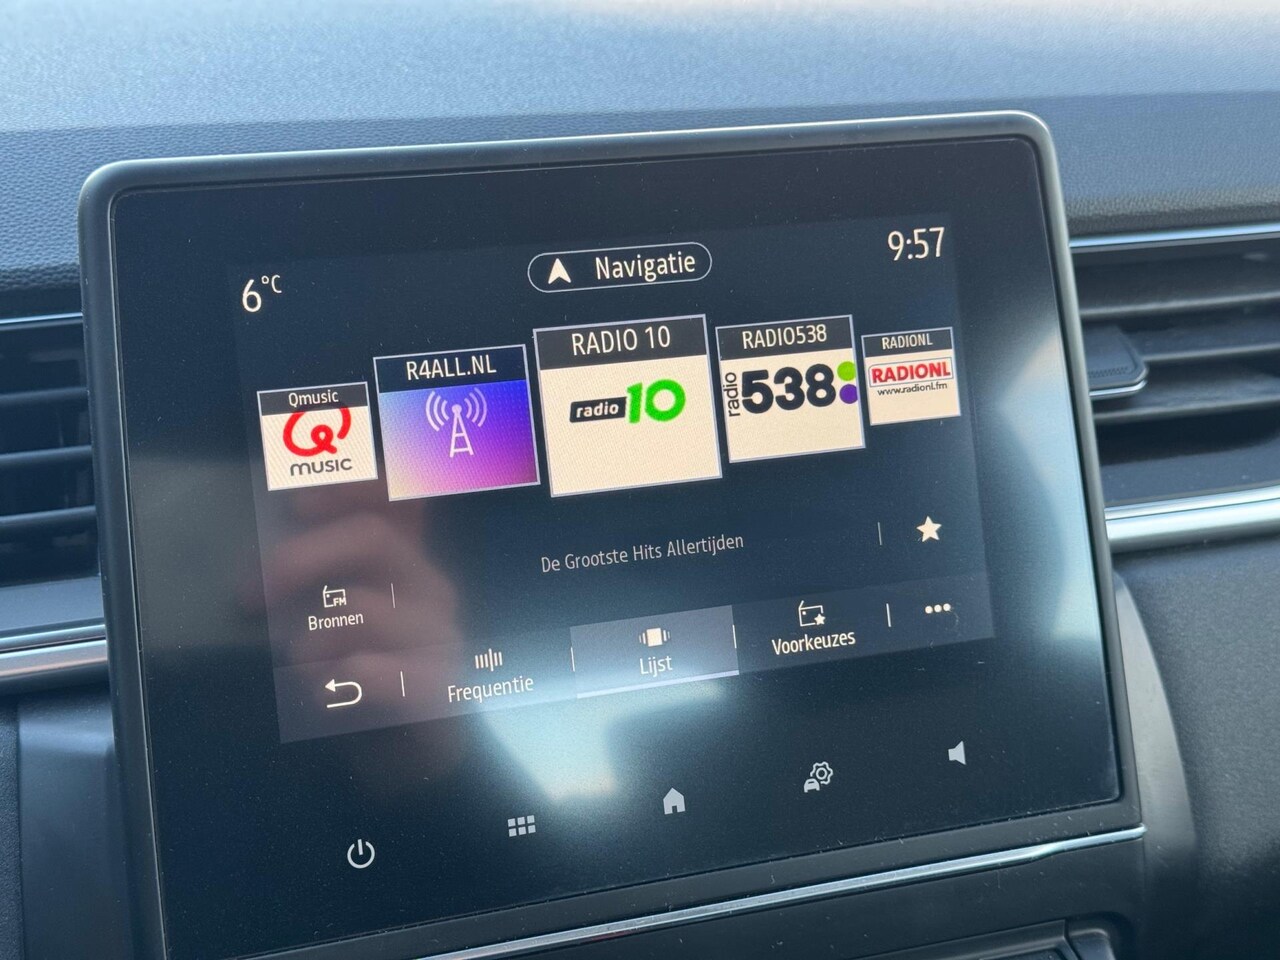 6°C
Navigatie
9:57
Qmusic
R4ALL.NL
RADIO 10
RADIO538
RADIONL
Q
MUSIC
radio 10
radio
538
RADIONL
www.radionl.fm
De Grootste Hits Allertijden
FM
Bronnen
Frequentie
Lijst
Voorkeuzes